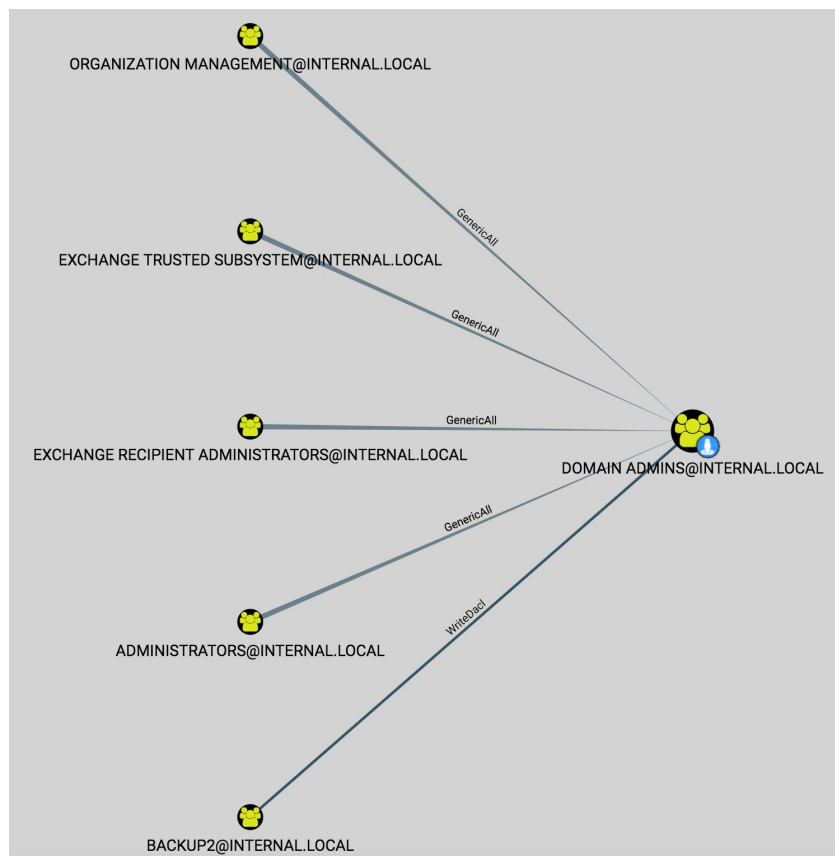 ORGANIZATION MANAGEMENT@INTERNAL.LOCAL
GenericAll
EXCHANGE TRUSTED SUBSYSTEM@INTERNAL.LOCAL
GenericAll
GenericAll
EXCHANGE RECIPIENT ADMINISTRATORS@INTERNAL.LOCAL
DOMAIN ADMINS@INTERNAL.LOCAL
GenericAll
WriteDacl
ADMINISTRATORS@INTERNAL.LOCAL
BACKUP2@INTERNAL.LOCAL